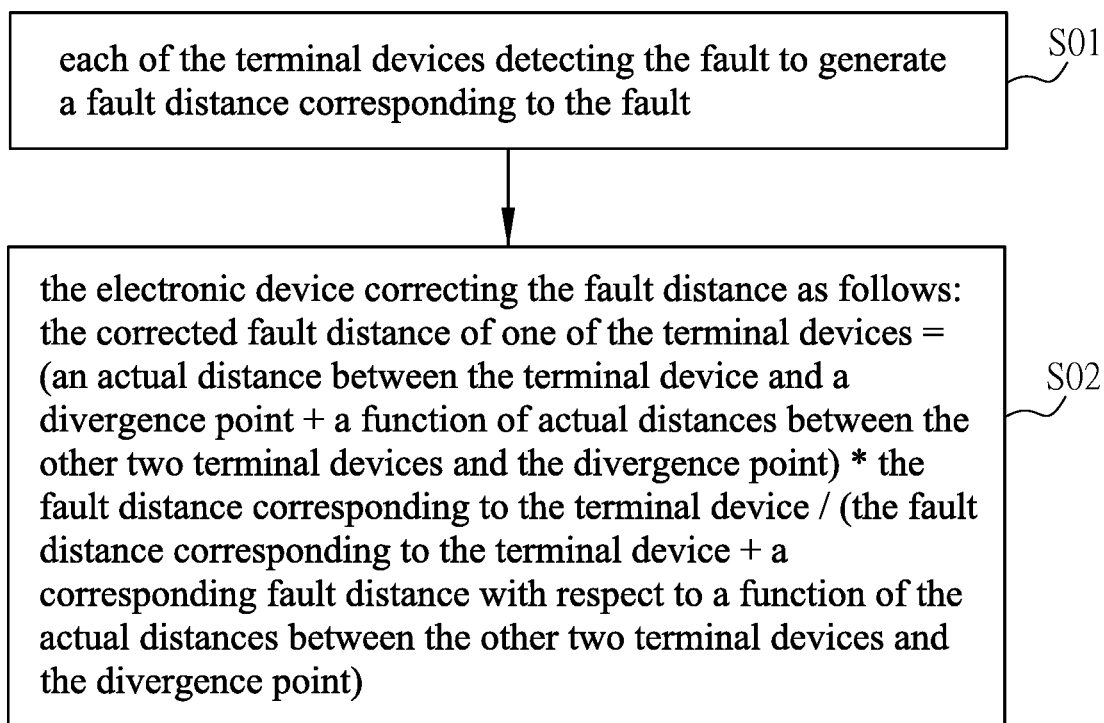 each of the terminal devices detecting the fault to generate
a fault distance corresponding to the fault
S01
the electronic device correcting the fault distance as follows:
the corrected fault distance of one of the terminal devices =
(an actual distance between the terminal device and a
divergence point + a function of actual distances between the
other two terminal devices and the divergence point) * the
fault distance corresponding to the terminal device / (the fault
distance corresponding to the terminal device + a
corresponding fault distance with respect to a function of the
actual distances between the other two terminal devices and
the divergence point)
S02